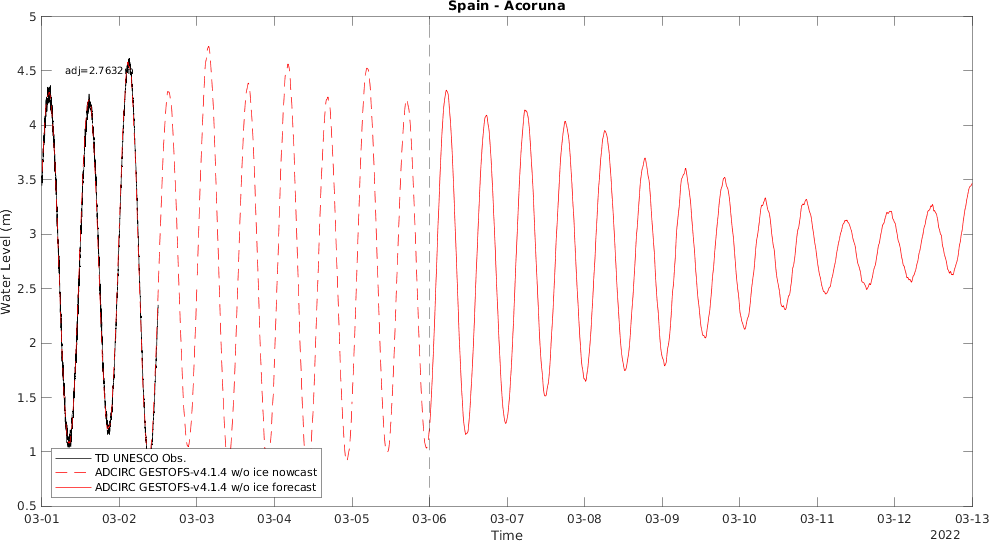 Spain - Acoruna
5
4.5
4
3.5
3
2.5
2
1.5
1
0.5
Water Level (m)
adj=2.7632
TD UNESCO Obs.
ADCIRC GESTOFS-v4.1.4 w/o ice nowcast
ADCIRC GESTOFS-v4.1.4 w/o ice forecast
03-01 03-02 03-03 03-04 03-05 03-06 03-07 03-08 03-09 03-10 03-11 03-12 03-13
Time
2022